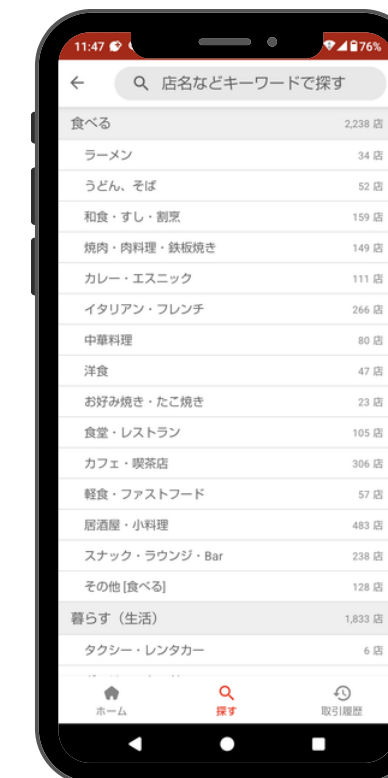 11:47 76%
店名などキーワードで探す
食べる 2,238 店
ラーメン 34 店
うどん、そば 52 店
和食・すし・割烹 159 店
焼肉・肉料理・鉄板焼き 149 店
カレー・エスニック 111 店
イタリアン・フレンチ 266 店
中華料理 80 店
洋食 47 店
お好み焼き・たこ焼き 23 店
食堂・レストラン 105 店
カフェ・喫茶店 306 店
軽食・ファストフード 57 店
居酒屋・小料理 483 店
スナック・ラウンジ・Bar 238 店
その他 [食べる] 128 店
暮らす（生活） 1,833 店
タクシー・レンタカー 6 店
ホーム 探す 取引履歴